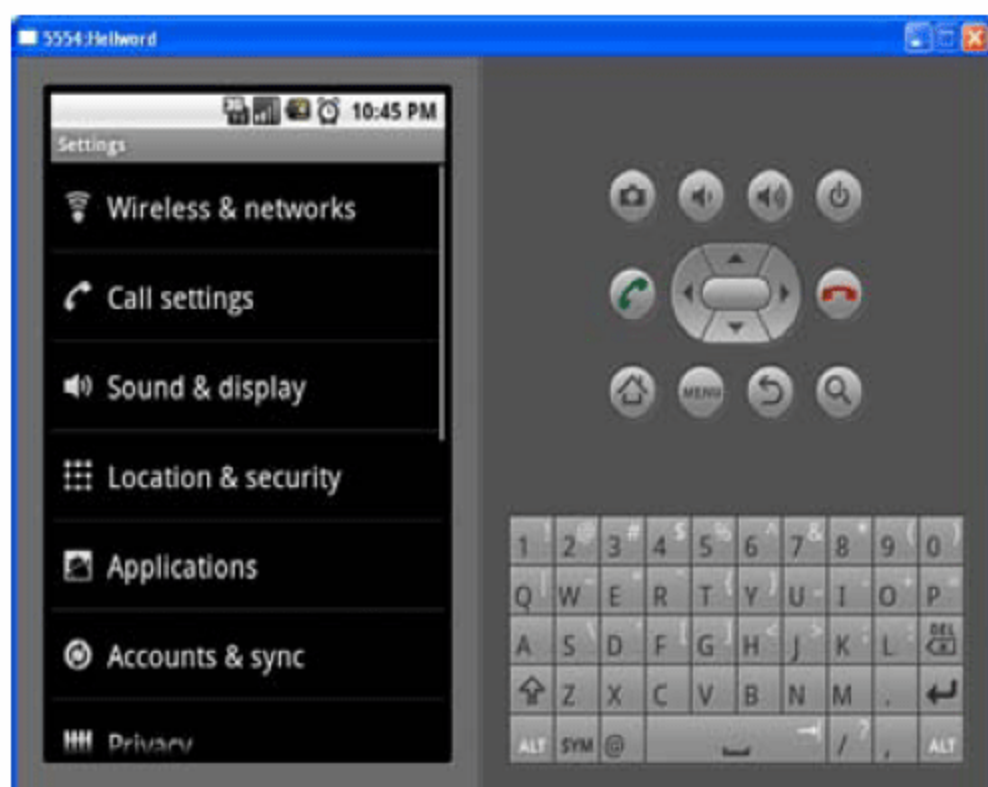 5554:Hellword
10:45 PM
Settings
Wireless & networks
Call settings
Sound & display
Location & security
Applications
Accounts & sync
Privacy
MENU
1 ! 2 @ 3 # 4 $ 5 % 6 ^ 7 & 8 * 9 ( 0 )
Q W E R T Y U I O P
A S D F G H J K L DEL
Z X C V B N M .
ALT SYM @ / ? , ALT